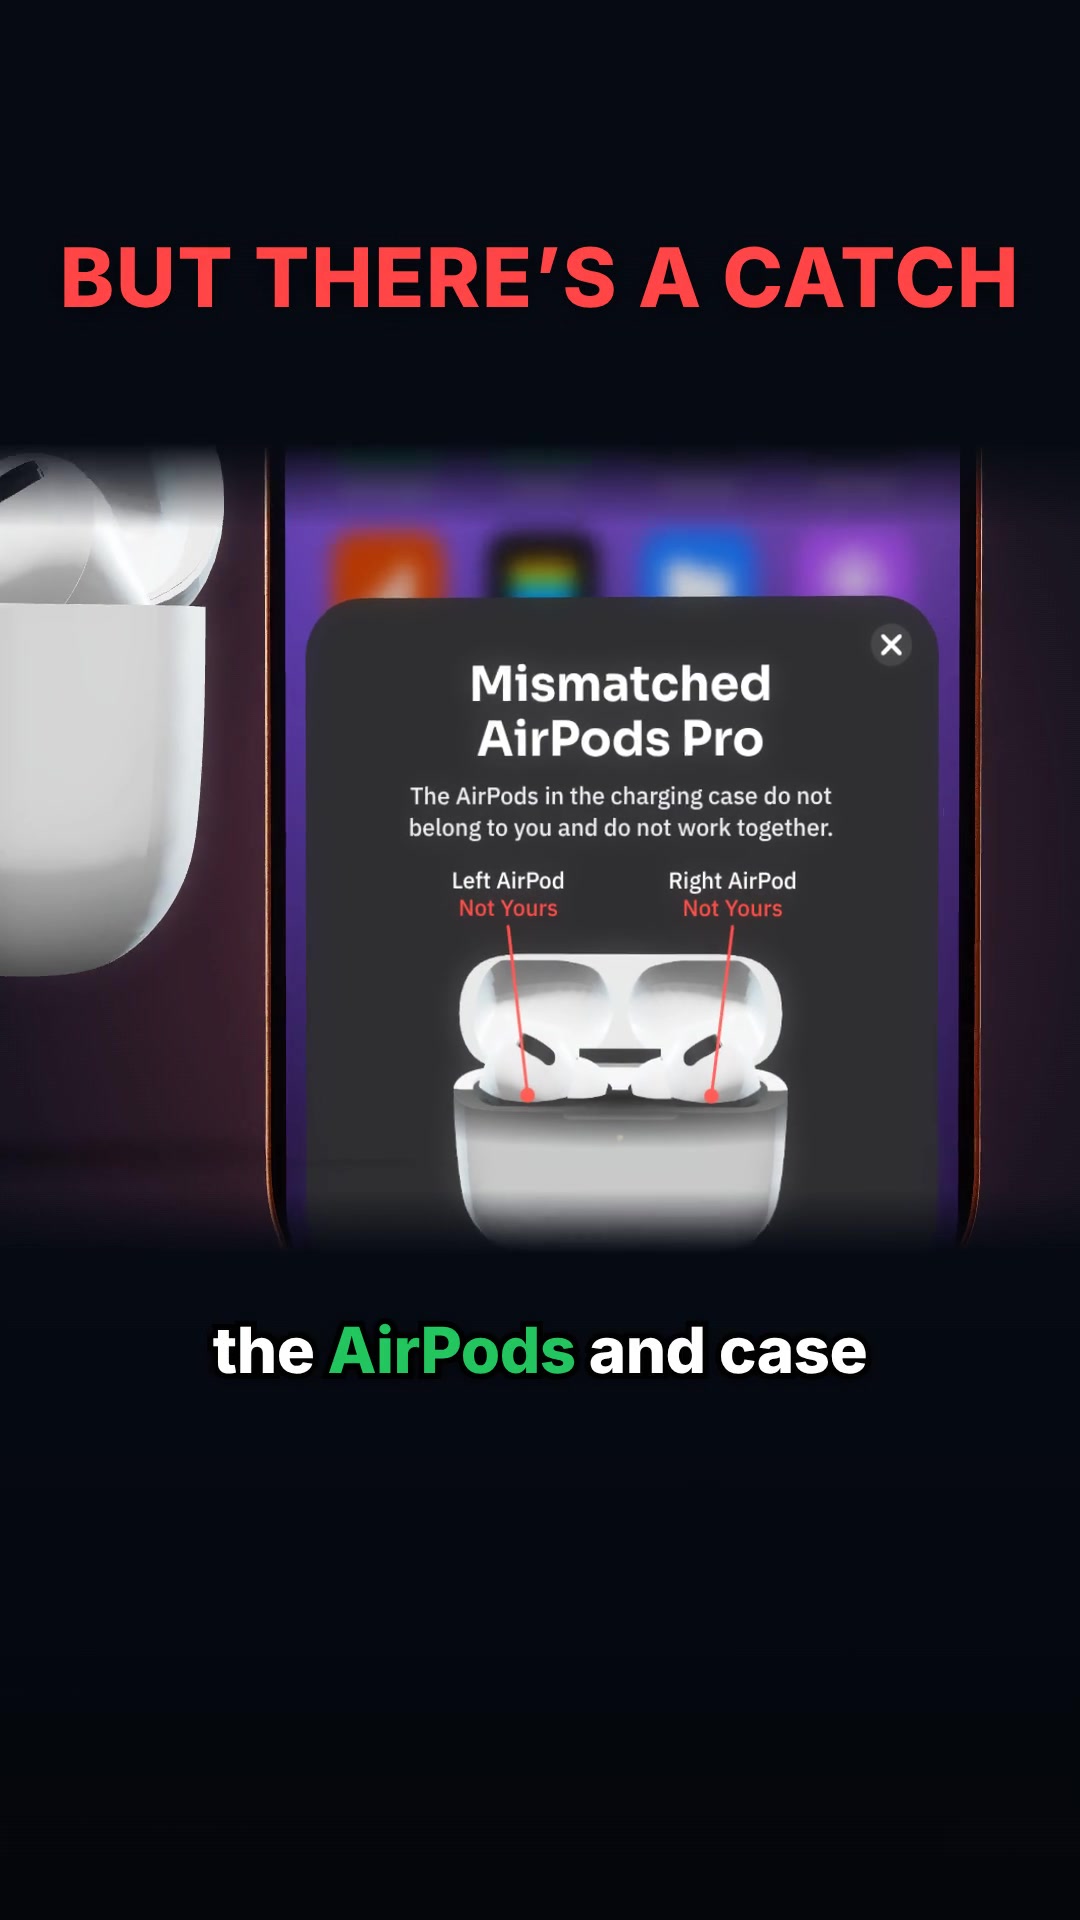 BUT THERE’S A CATCH
Mismatched
AirPods Pro
The AirPods in the charging case do not
belong to you and do not work together.
Left AirPod
Not Yours
Right AirPod
Not Yours
the AirPods and case